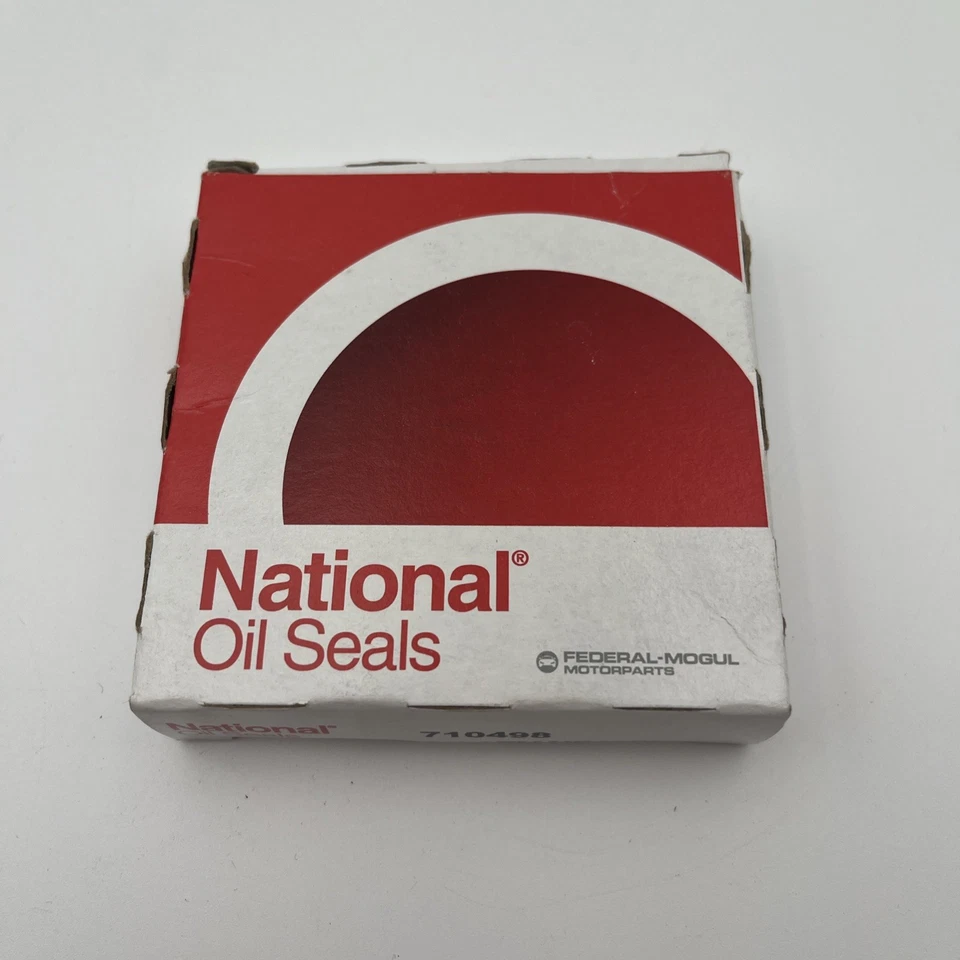 National®
Oil Seals
FEDERAL-MOGUL
MOTORPARTS
National 710498